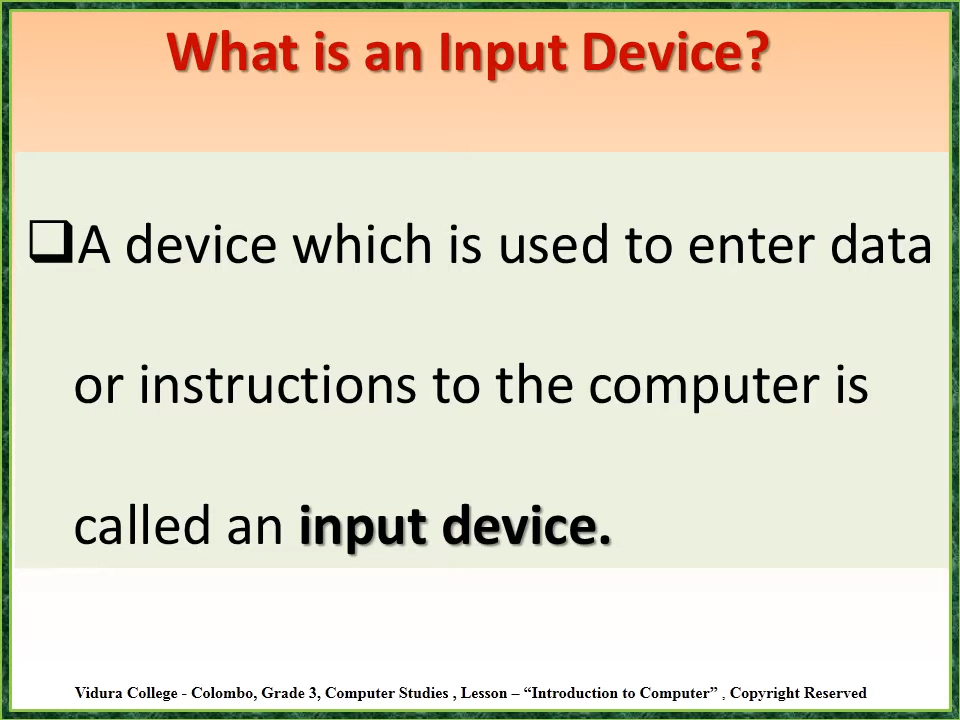 What is an Input Device?
❑A device which is used to enter data
or instructions to the computer is
called an input device.
Vidura College - Colombo, Grade 3, Computer Studies , Lesson – “Introduction to Computer” , Copyright Reserved